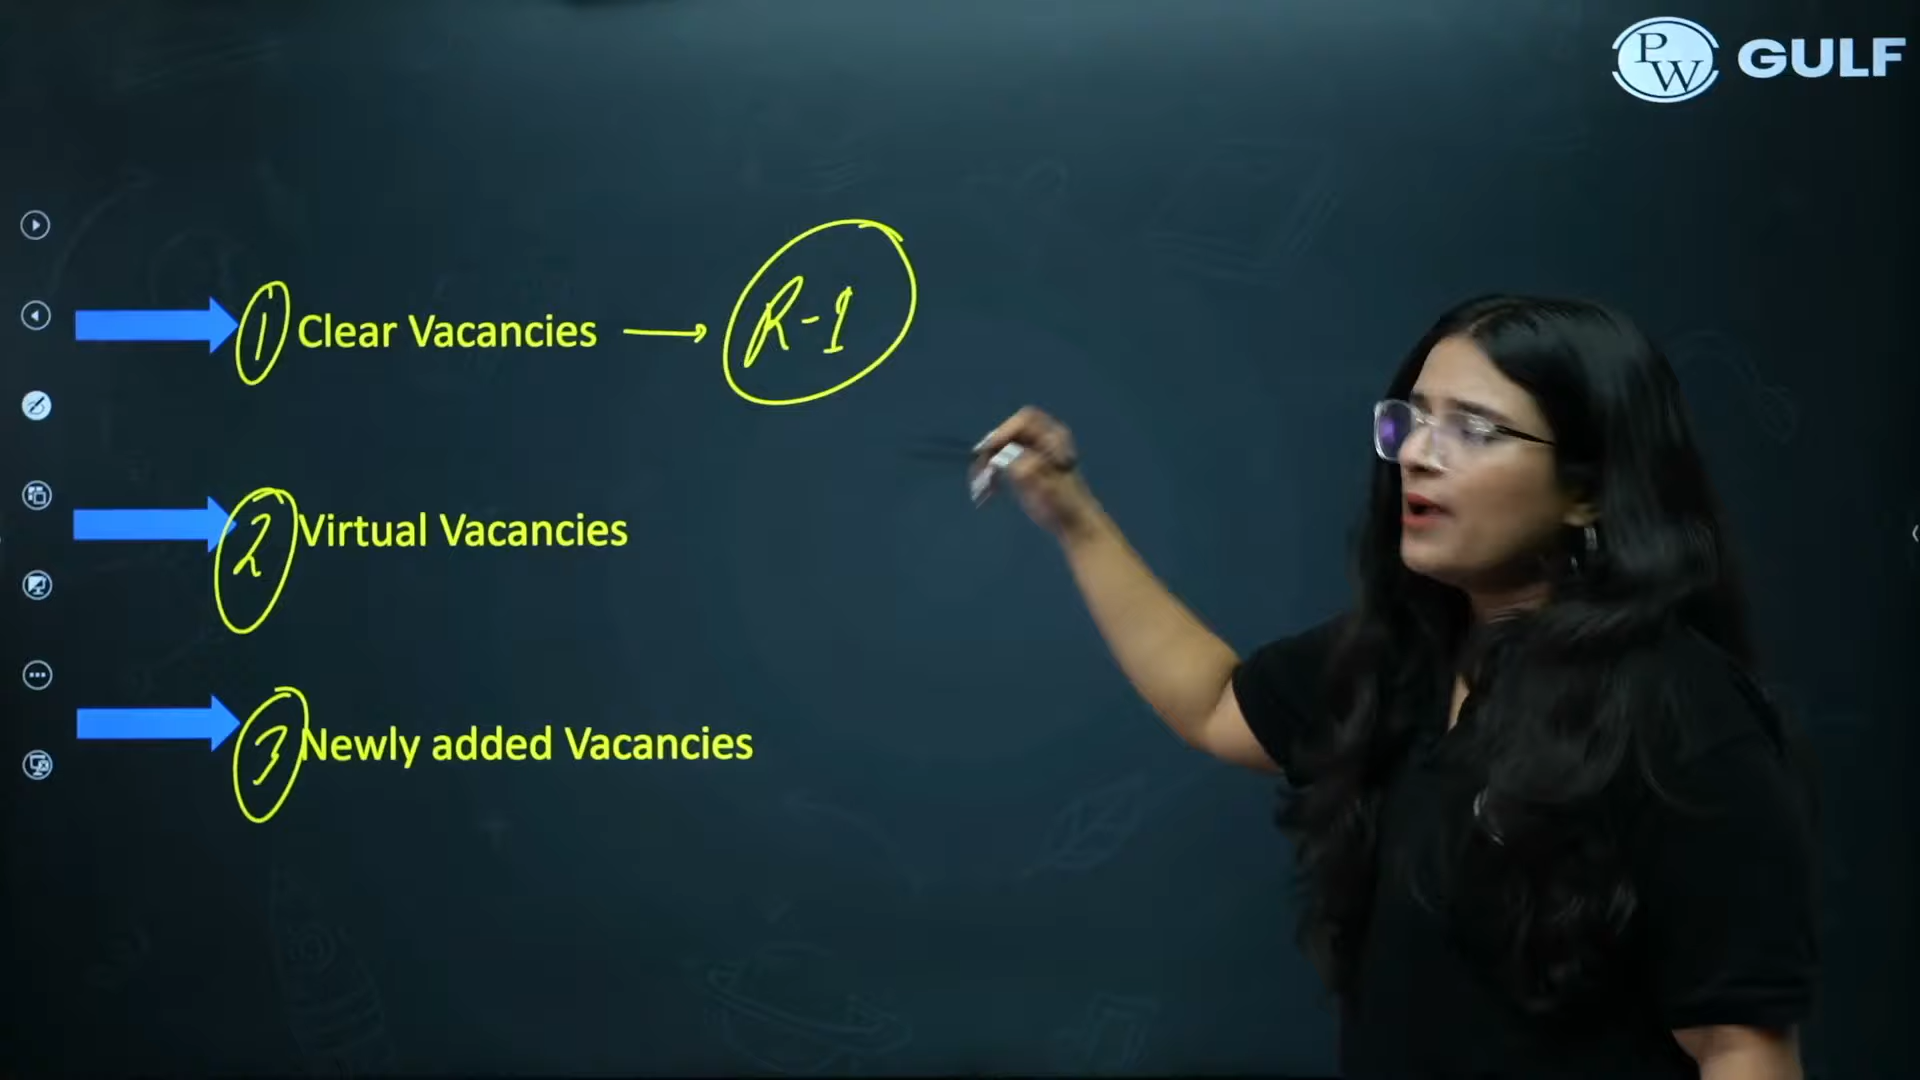 PW GULF
1 Clear Vacancies → R-1
2 Virtual Vacancies
3 Newly added Vacancies